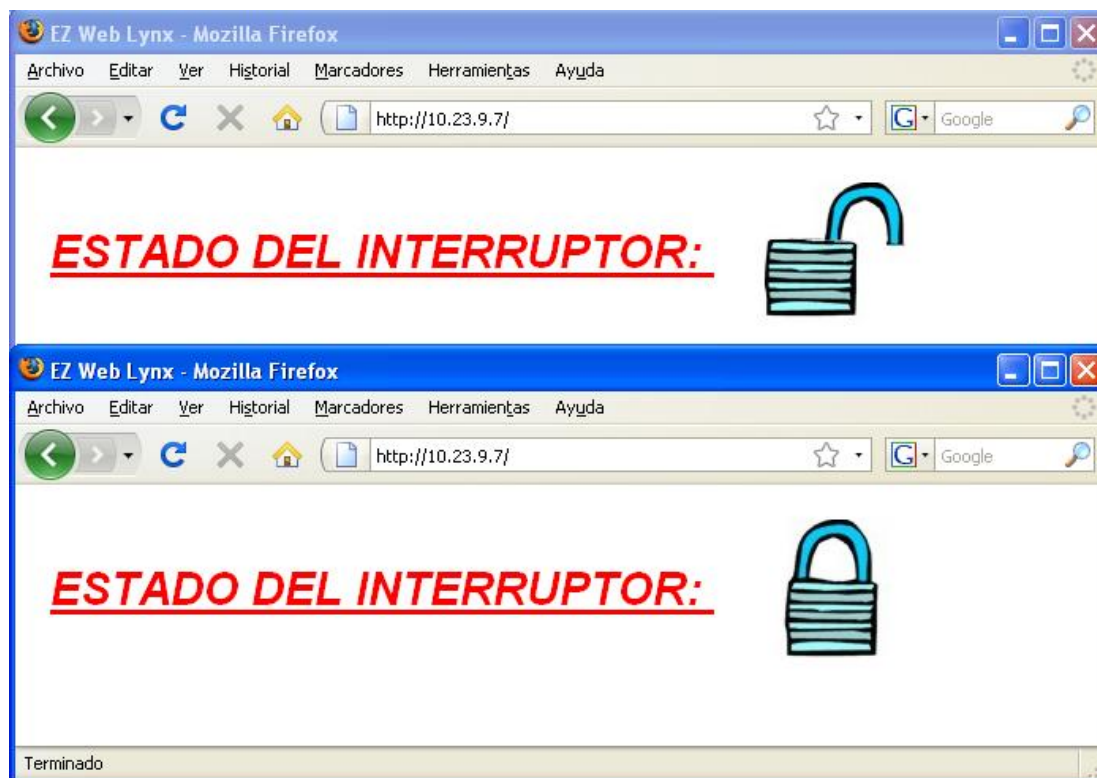 EZ Web Lynx - Mozilla Firefox
Archivo Editar Ver Historial Marcadores Herramientas Ayuda
http://10.23.9.7/ G Google
ESTADO DEL INTERRUPTOR:
EZ Web Lynx - Mozilla Firefox
Archivo Editar Ver Historial Marcadores Herramientas Ayuda
http://10.23.9.7/ G Google
ESTADO DEL INTERRUPTOR:
Terminado